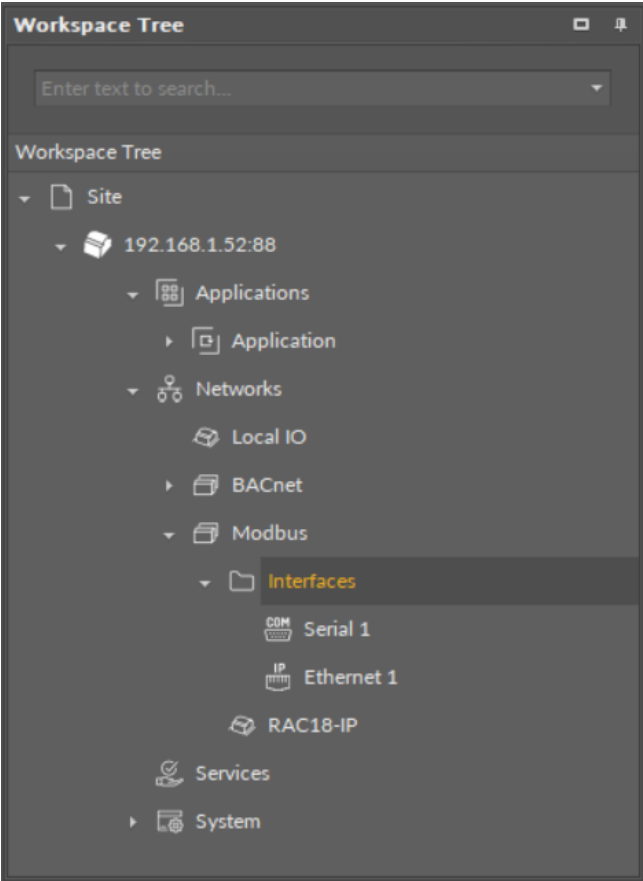 Workspace Tree
Enter text to search...
Workspace Tree
Site
192.168.1.52:88
Applications
Application
Networks
Local IO
BACnet
Modbus
Interfaces
COM Serial 1
IP Ethernet 1
RAC18-IP
Services
System